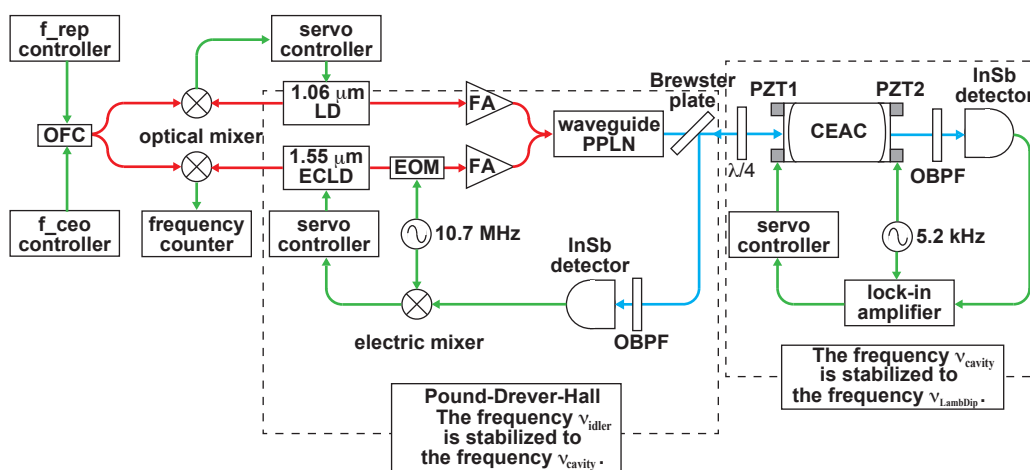 f_rep
controller
servo
controller
OFC
optical mixer
1.06 μm
LD
FA
1.55 μm
ECLD
EOM
FA
waveguide
PPLN
Brewster
plate
λ/4
PZT1
PZT2
CEAC
InSb
detector
OBPF
f_ceo
controller
frequency
counter
servo
controller
10.7 MHz
electric mixer
InSb
detector
OBPF
servo
controller
5.2 kHz
lock-in
amplifier
Pound-Drever-Hall
The frequency ν_idler
is stabilized to
the frequency ν_cavity .
The frequency ν_cavity
is stabilized to
the frequency ν_LambDip .